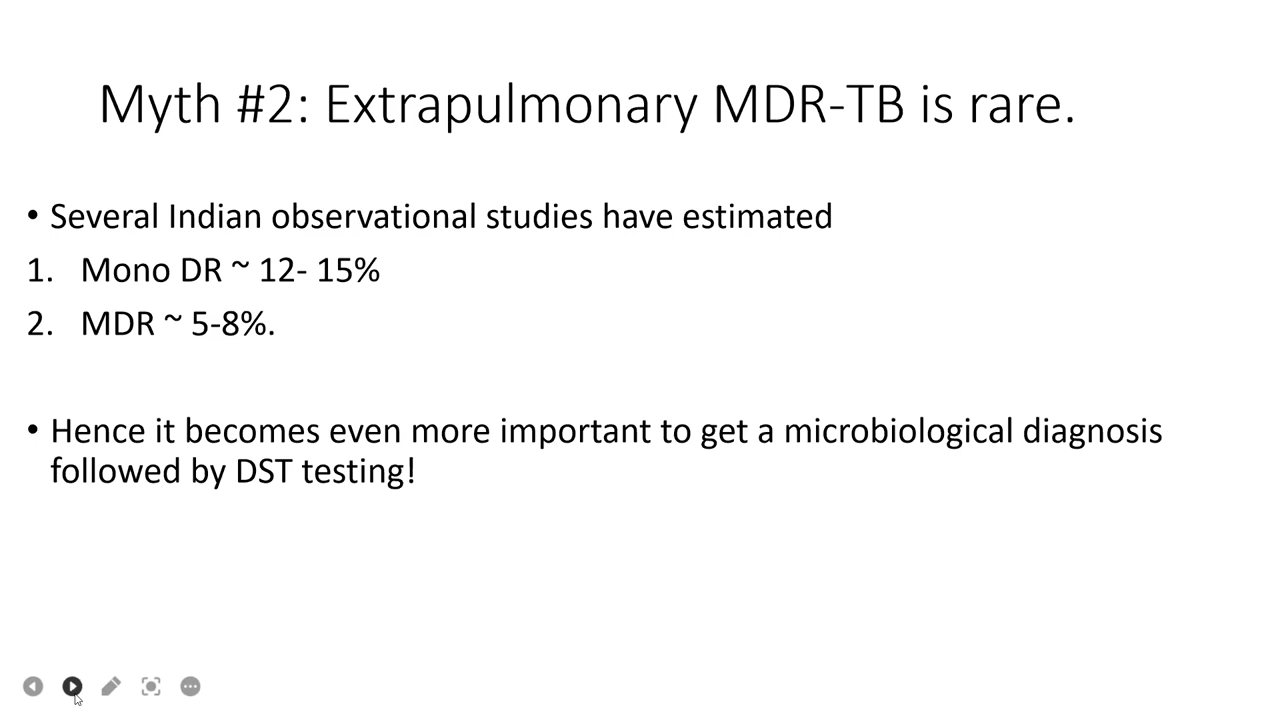 Myth #2: Extrapulmonary MDR-TB is rare.
• Several Indian observational studies have estimated
1. Mono DR ~ 12- 15%
2. MDR ~ 5-8%.
• Hence it becomes even more important to get a microbiological diagnosis
followed by DST testing!